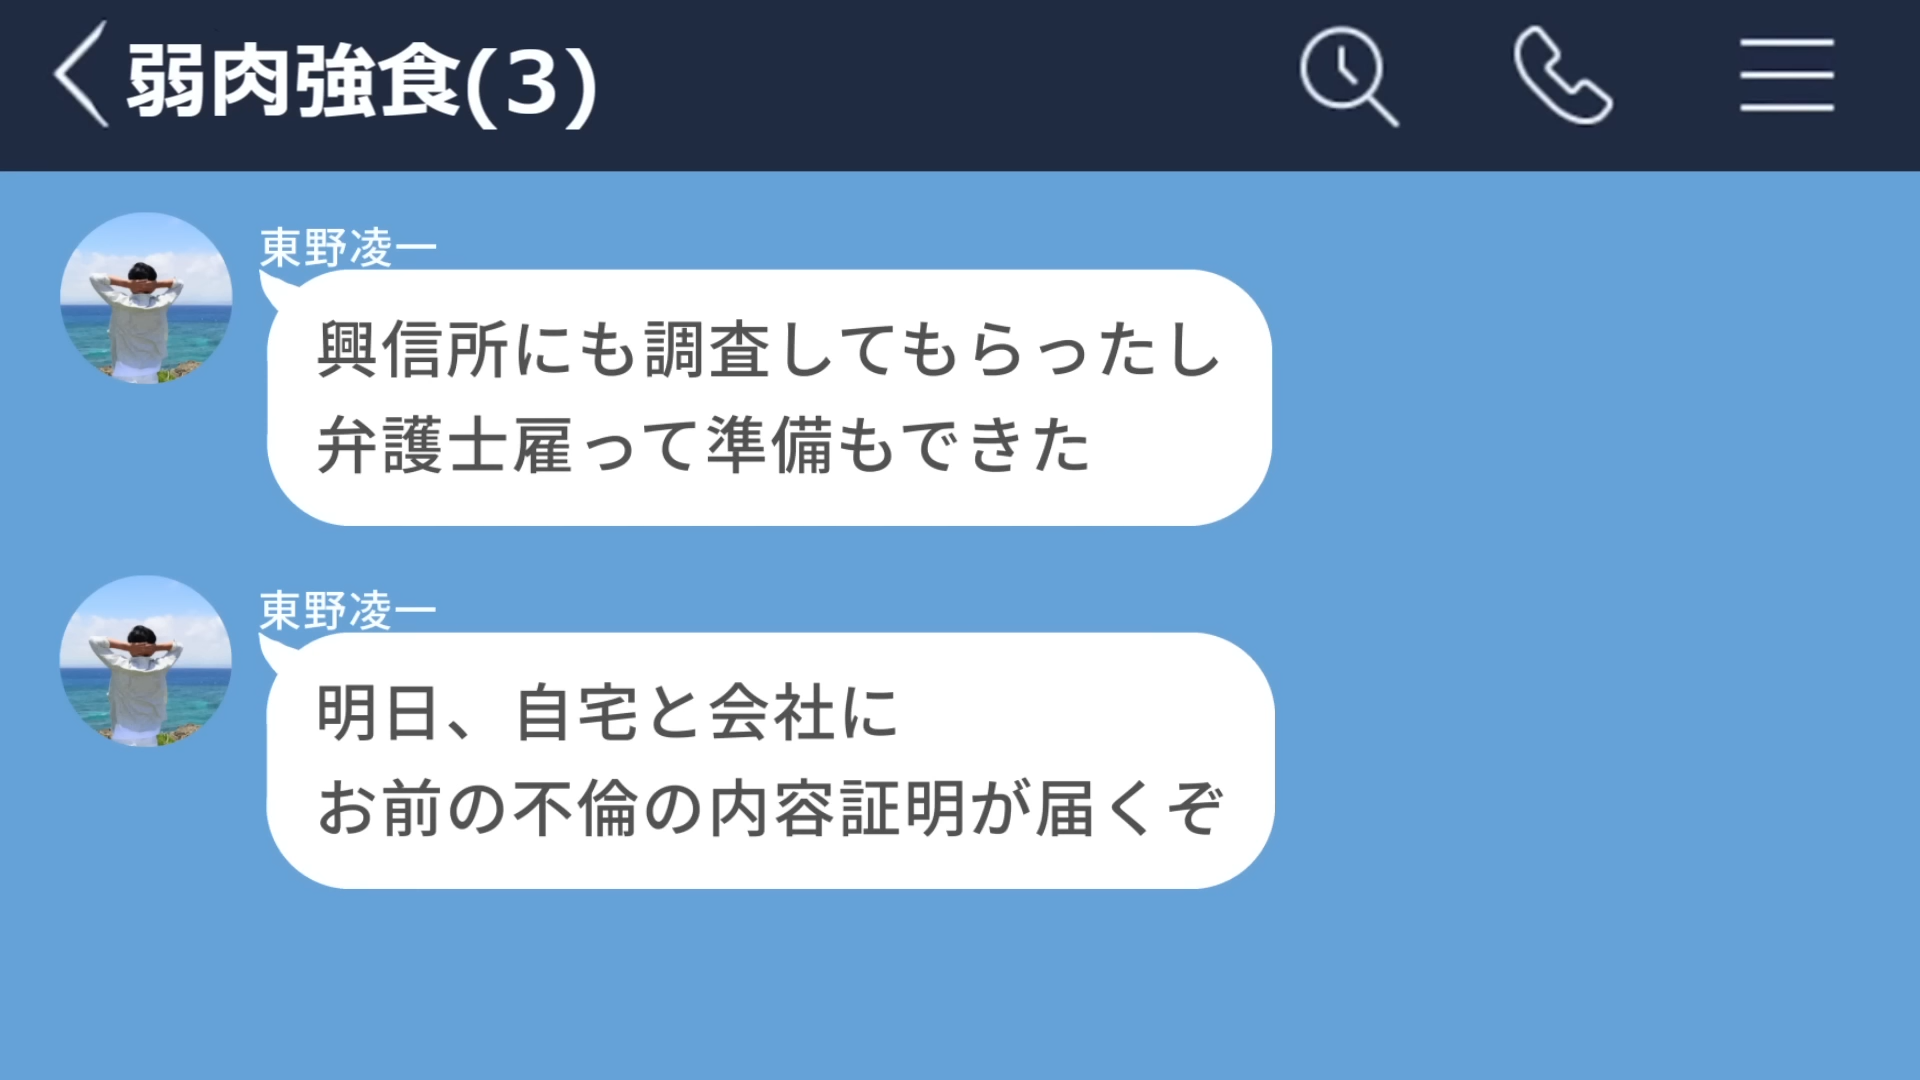 弱肉強食(3)
東野凌一
興信所にも調査してもらったし
弁護士雇って準備もできた
東野凌一
明日、自宅と会社に
お前の不倫の内容証明が届くぞ